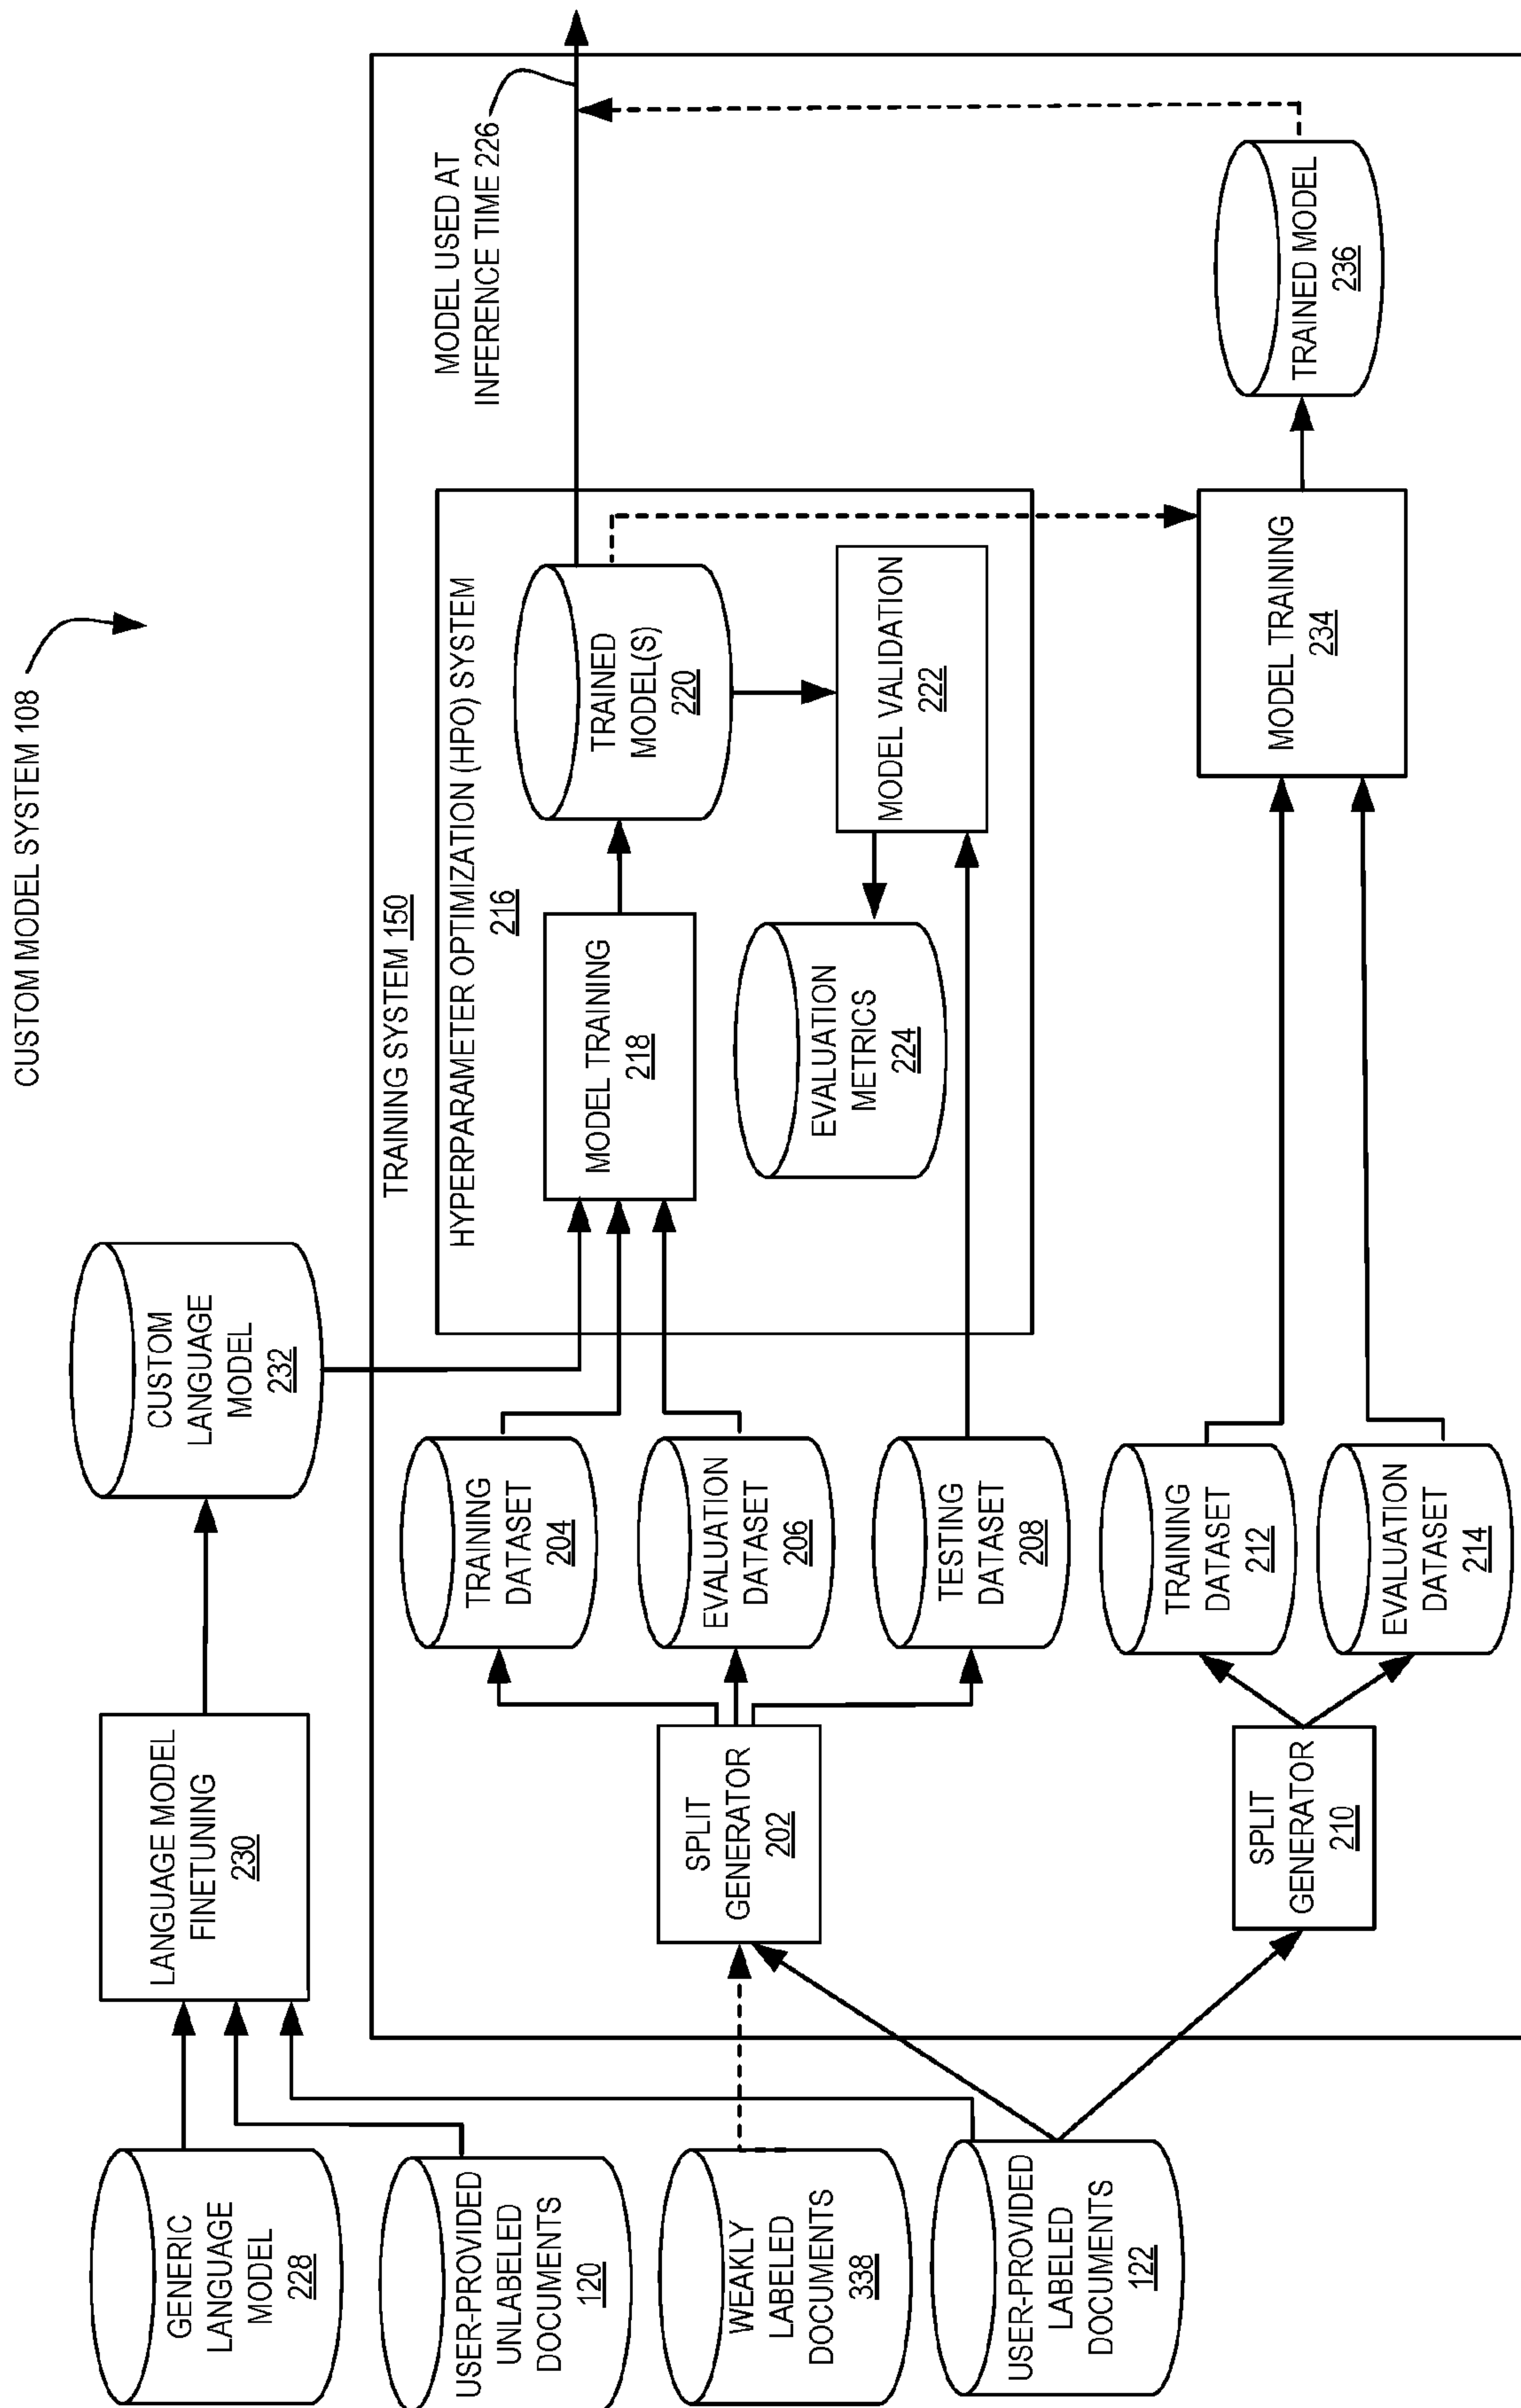 CUSTOM MODEL SYSTEM 108
GENERIC
LANGUAGE
MODEL
228
LANGUAGE MODEL
FINETUNING
230
CUSTOM
LANGUAGE
MODEL
232
USER-PROVIDED
UNLABELED
DOCUMENTS
120
WEAKLY
LABELED
DOCUMENTS
338
USER-PROVIDED
LABELED
DOCUMENTS
122
TRAINING SYSTEM 150
SPLIT
GENERATOR
202
TRAINING
DATASET
204
EVALUATION
DATASET
206
TESTING
DATASET
208
HYPERPARAMETER OPTIMIZATION (HPO) SYSTEM
216
MODEL TRAINING
218
TRAINED
MODEL(S)
220
EVALUATION
METRICS
224
MODEL VALIDATION
222
MODEL USED AT
INFERENCE TIME 226
SPLIT
GENERATOR
210
TRAINING
DATASET
212
EVALUATION
DATASET
214
MODEL TRAINING
234
TRAINED MODEL
236